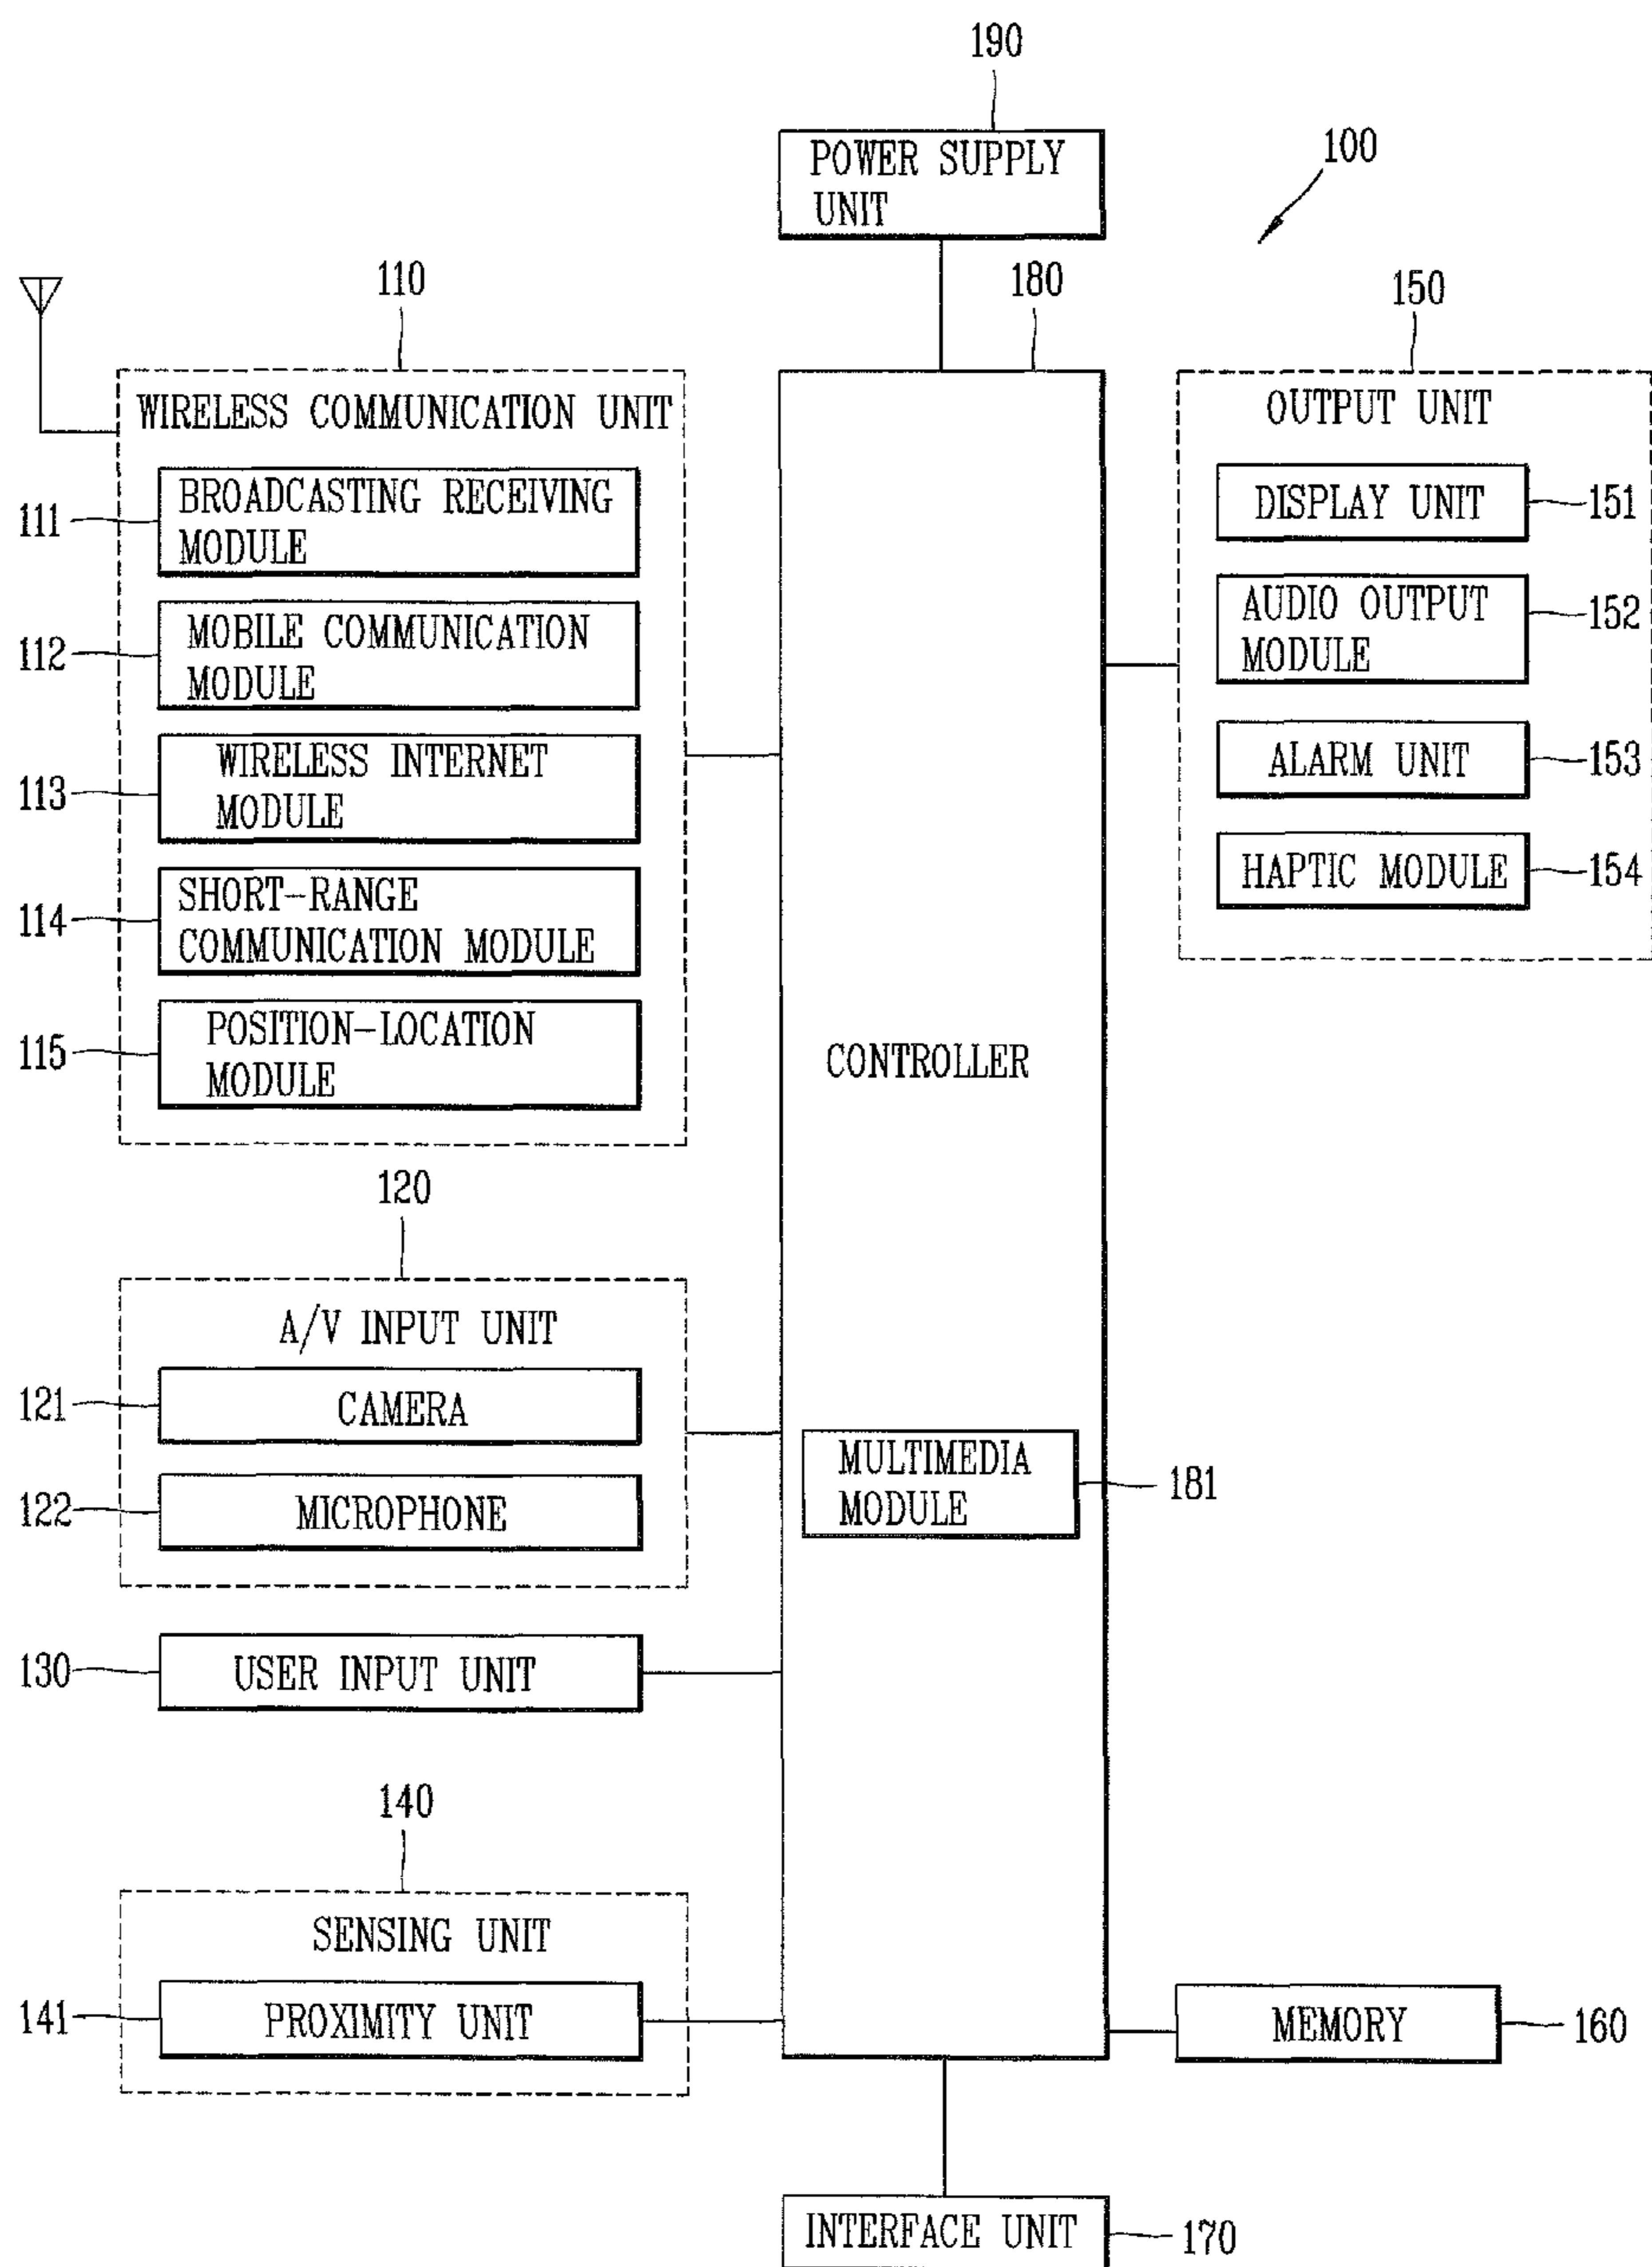 190
POWER SUPPLY
UNIT
100
110
180
150
WIRELESS COMMUNICATION UNIT
111
BROADCASTING RECEIVING
MODULE
112
MOBILE COMMUNICATION
MODULE
113
WIRELESS INTERNET
MODULE
114
SHORT-RANGE
COMMUNICATION MODULE
115
POSITION-LOCATION
MODULE
OUTPUT UNIT
DISPLAY UNIT
151
AUDIO OUTPUT
MODULE
152
ALARM UNIT
153
HAPTIC MODULE
154
CONTROLLER
120
A/V INPUT UNIT
121
CAMERA
122
MICROPHONE
MULTIMEDIA
MODULE
181
130
USER INPUT UNIT
140
SENSING UNIT
141
PROXIMITY UNIT
MEMORY
160
INTERFACE UNIT
170